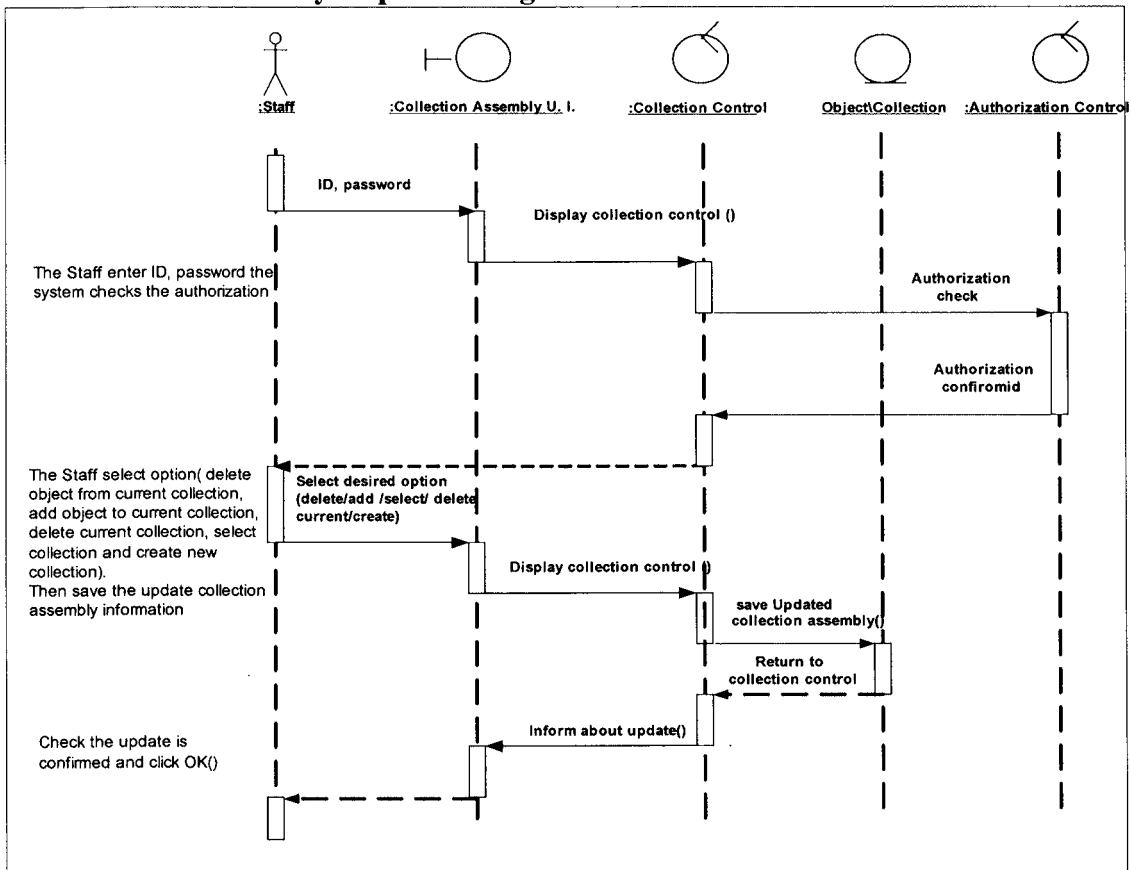 :Staff
:Collection Assembly U. I.
:Collection Control
Object\Collection
:Authorization Control
ID, password
Display collection control ()
The Staff enter ID, password the
system checks the authorization
Authorization
check
Authorization
confiromid
The Staff select option( delete
object from current collection,
add object to current collection,
delete current collection, select
collection and create new
collection).
Then save the update collection
assembly information
Select desired option
(delete/add /select/ delete
current/create)
Display collection control ()
save Updated
collection assembly()
Return to
collection control
Inform about update()
Check the update is
confirmed and click OK()